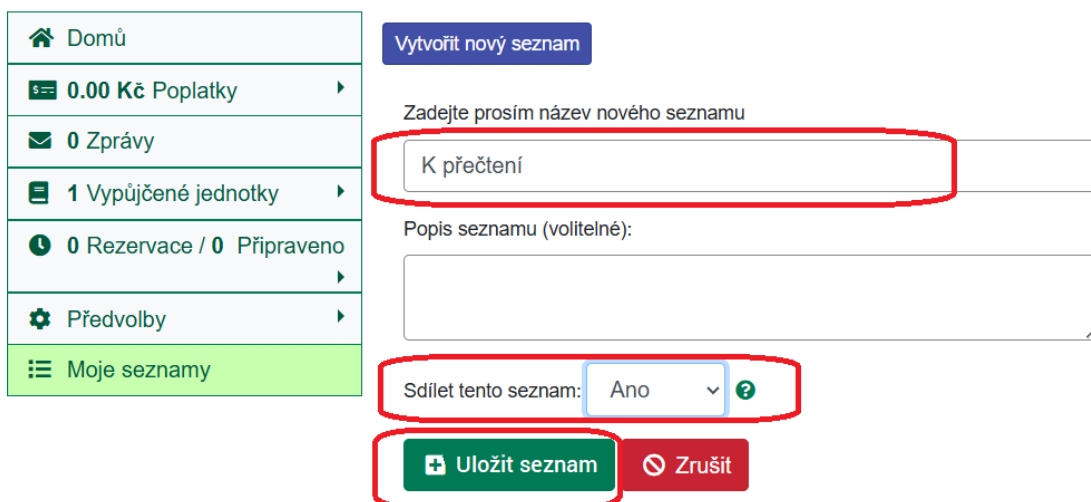 Domů
0.00 Kč Poplatky
0 Zprávy
1 Vypůjčené jednotky
0 Rezervace / 0 Připraveno
Předvolby
Moje seznamy
Vytvořit nový seznam
Zadejte prosím název nového seznamu
K přečtení
Popis seznamu (volitelné):
Sdílet tento seznam: Ano
Uložit seznam Zrušit